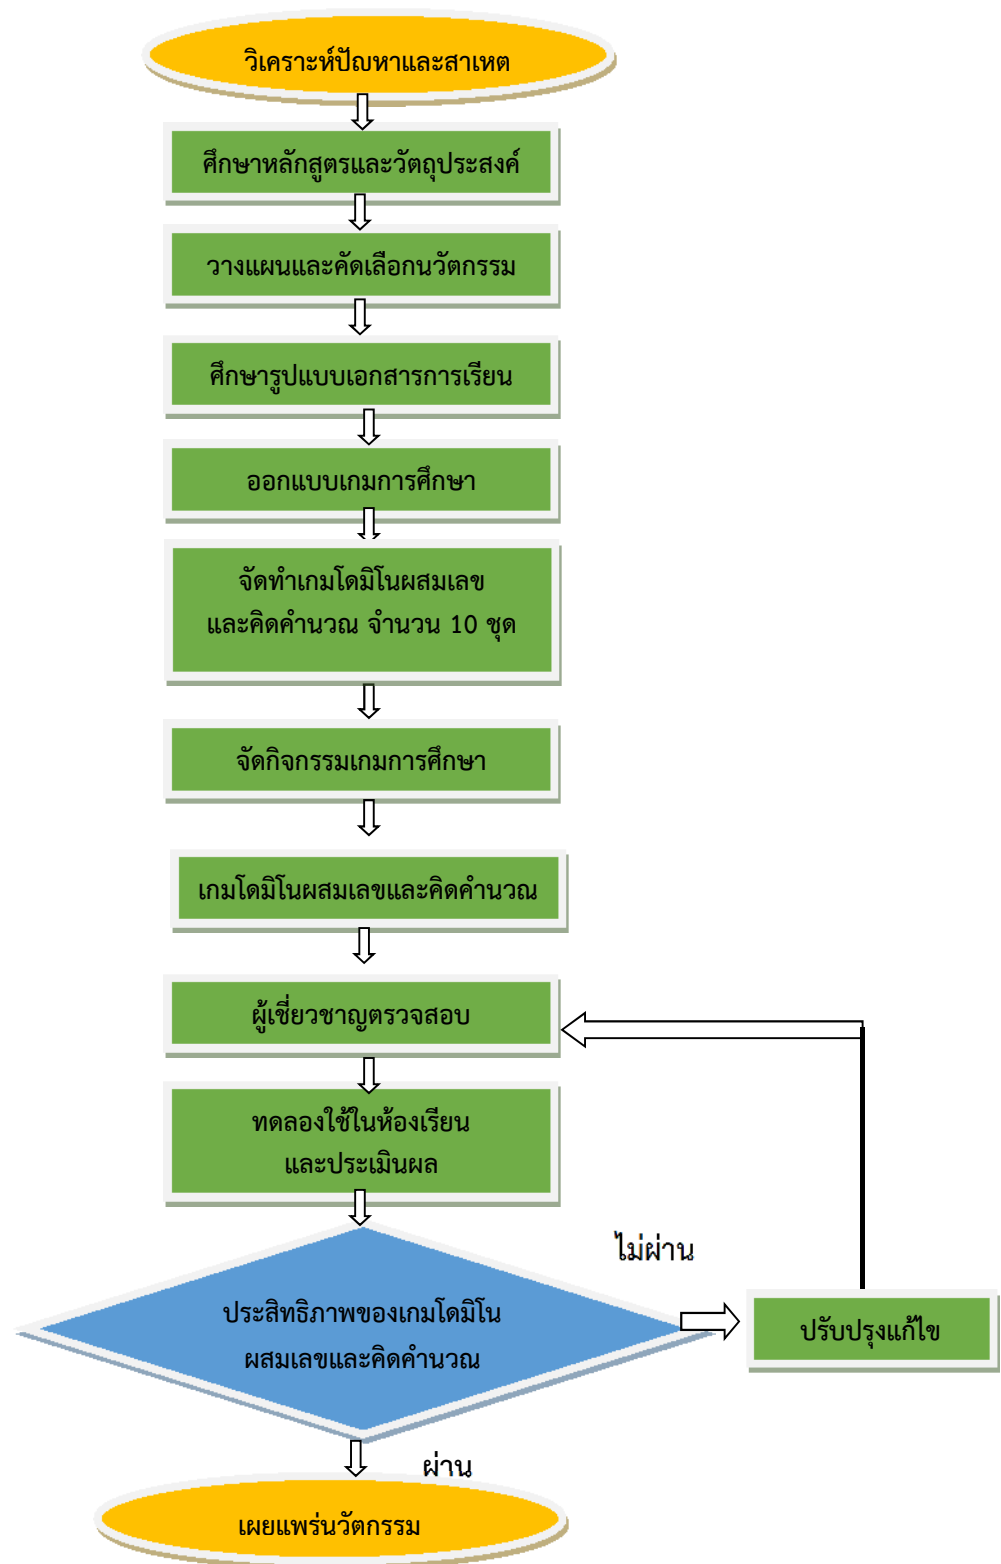 วิเคราะห์ปัญหาและสาเหต
ศึกษาหลักสูตรและวัตถุประสงค์
วางแผนและคัดเลือกนวัตกรรม
ศึกษารูปแบบเอกสารการเรียน
ออกแบบเกมการศึกษา
จัดทำเกมโดมิโนผสมเลข
และคิดคำนวณ จำนวน 10 ชุด
จัดกิจกรรมเกมการศึกษา
เกมโดมิโนผสมเลขและคิดคำนวณ
ผู้เชี่ยวชาญตรวจสอบ
ทดลองใช้ในห้องเรียน
และประเมินผล
ไม่ผ่าน
ประสิทธิภาพของเกมโดมิโน
ผสมเลขและคิดคำนวณ
ปรับปรุงแก้ไข
ผ่าน
เผยแพร่นวัตกรรม